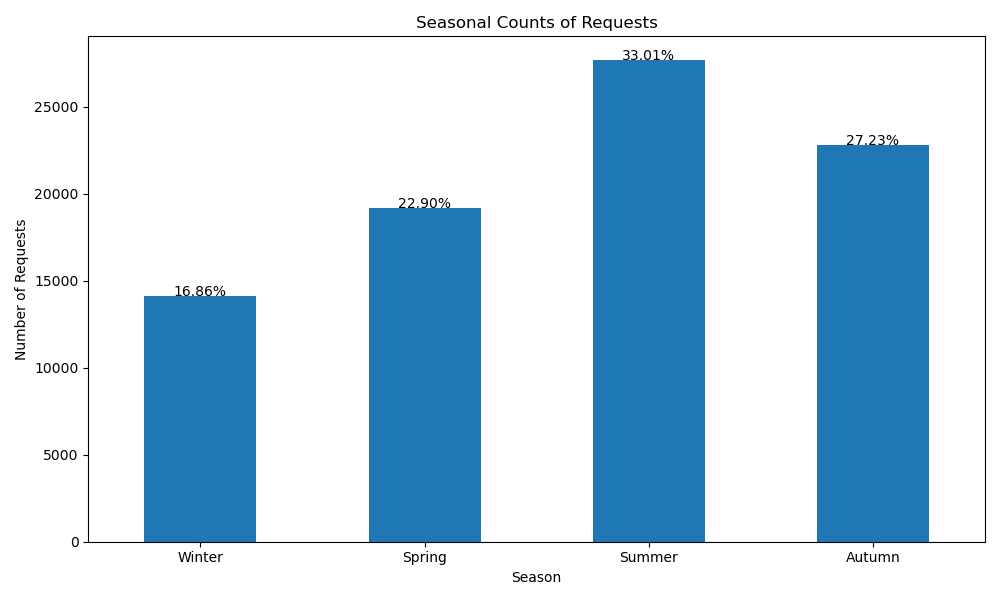 Seasonal Counts of Requests
33.01%
27.23%
22.90%
16.86%
25000
20000
15000
10000
5000
0
Number of Requests
Winter Spring Summer Autumn
Season